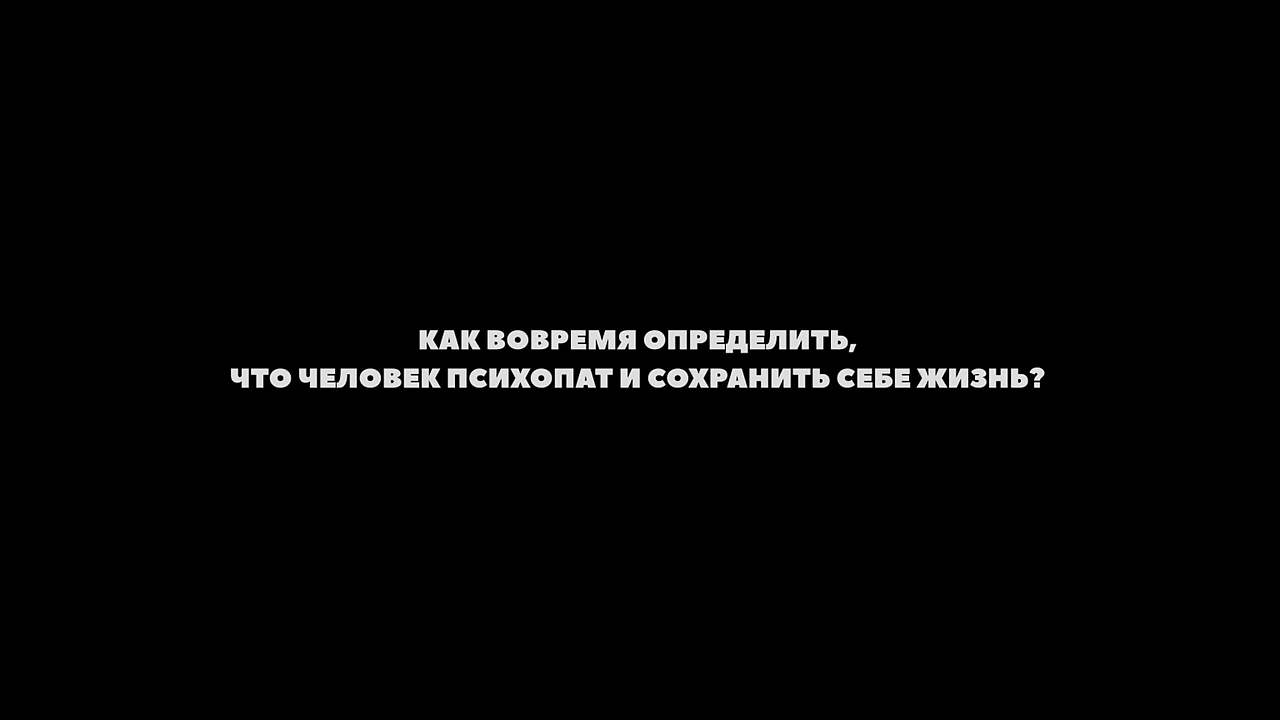 КАК ВОВРЕМЯ ОПРЕДЕЛИТЬ,
ЧТО ЧЕЛОВЕК ПСИХОПАТ И СОХРАНИТЬ СЕБЕ ЖИЗНЬ?